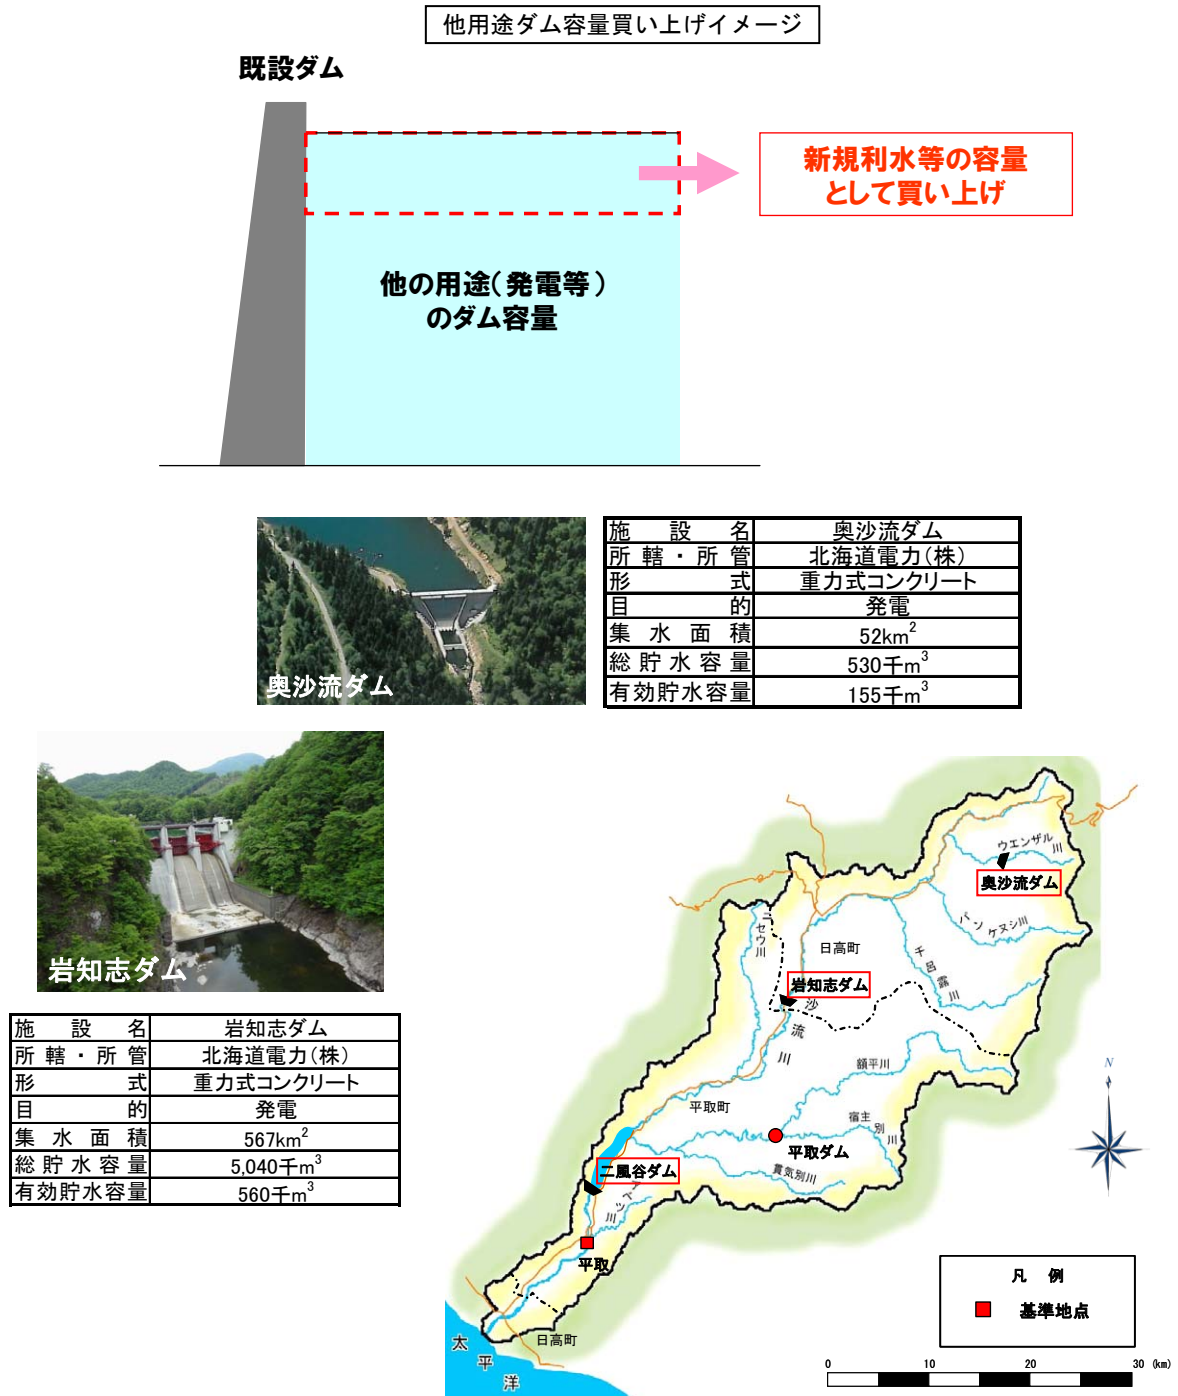 他用途ダム容量買い上げイメージ
既設ダム
新規利水等の容量
として買い上げ
他の用途(発電等)
のダム容量
奥沙流ダム
施設名 奥沙流ダム
所轄・所管 北海道電力(株)
形式 重力式コンクリート
目的 発電
集水面積 52km²
総貯水容量 530千m³
有効貯水容量 155千m³
岩知志ダム
施設名 岩知志ダム
所轄・所管 北海道電力(株)
形式 重力式コンクリート
目的 発電
集水面積 567km²
総貯水容量 5,040千m³
有効貯水容量 560千m³
ウエンザル川
奥沙流ダム
パンケヌシ川
ニセウ川
日高町
千呂露川
岩知志ダム
沙流川
額平川
N
平取町
宿主別川
平取ダム
二風谷ダム
貫気別川
平取
凡 例
基準地点
日高町
太平洋
0 10 20 30 (km)